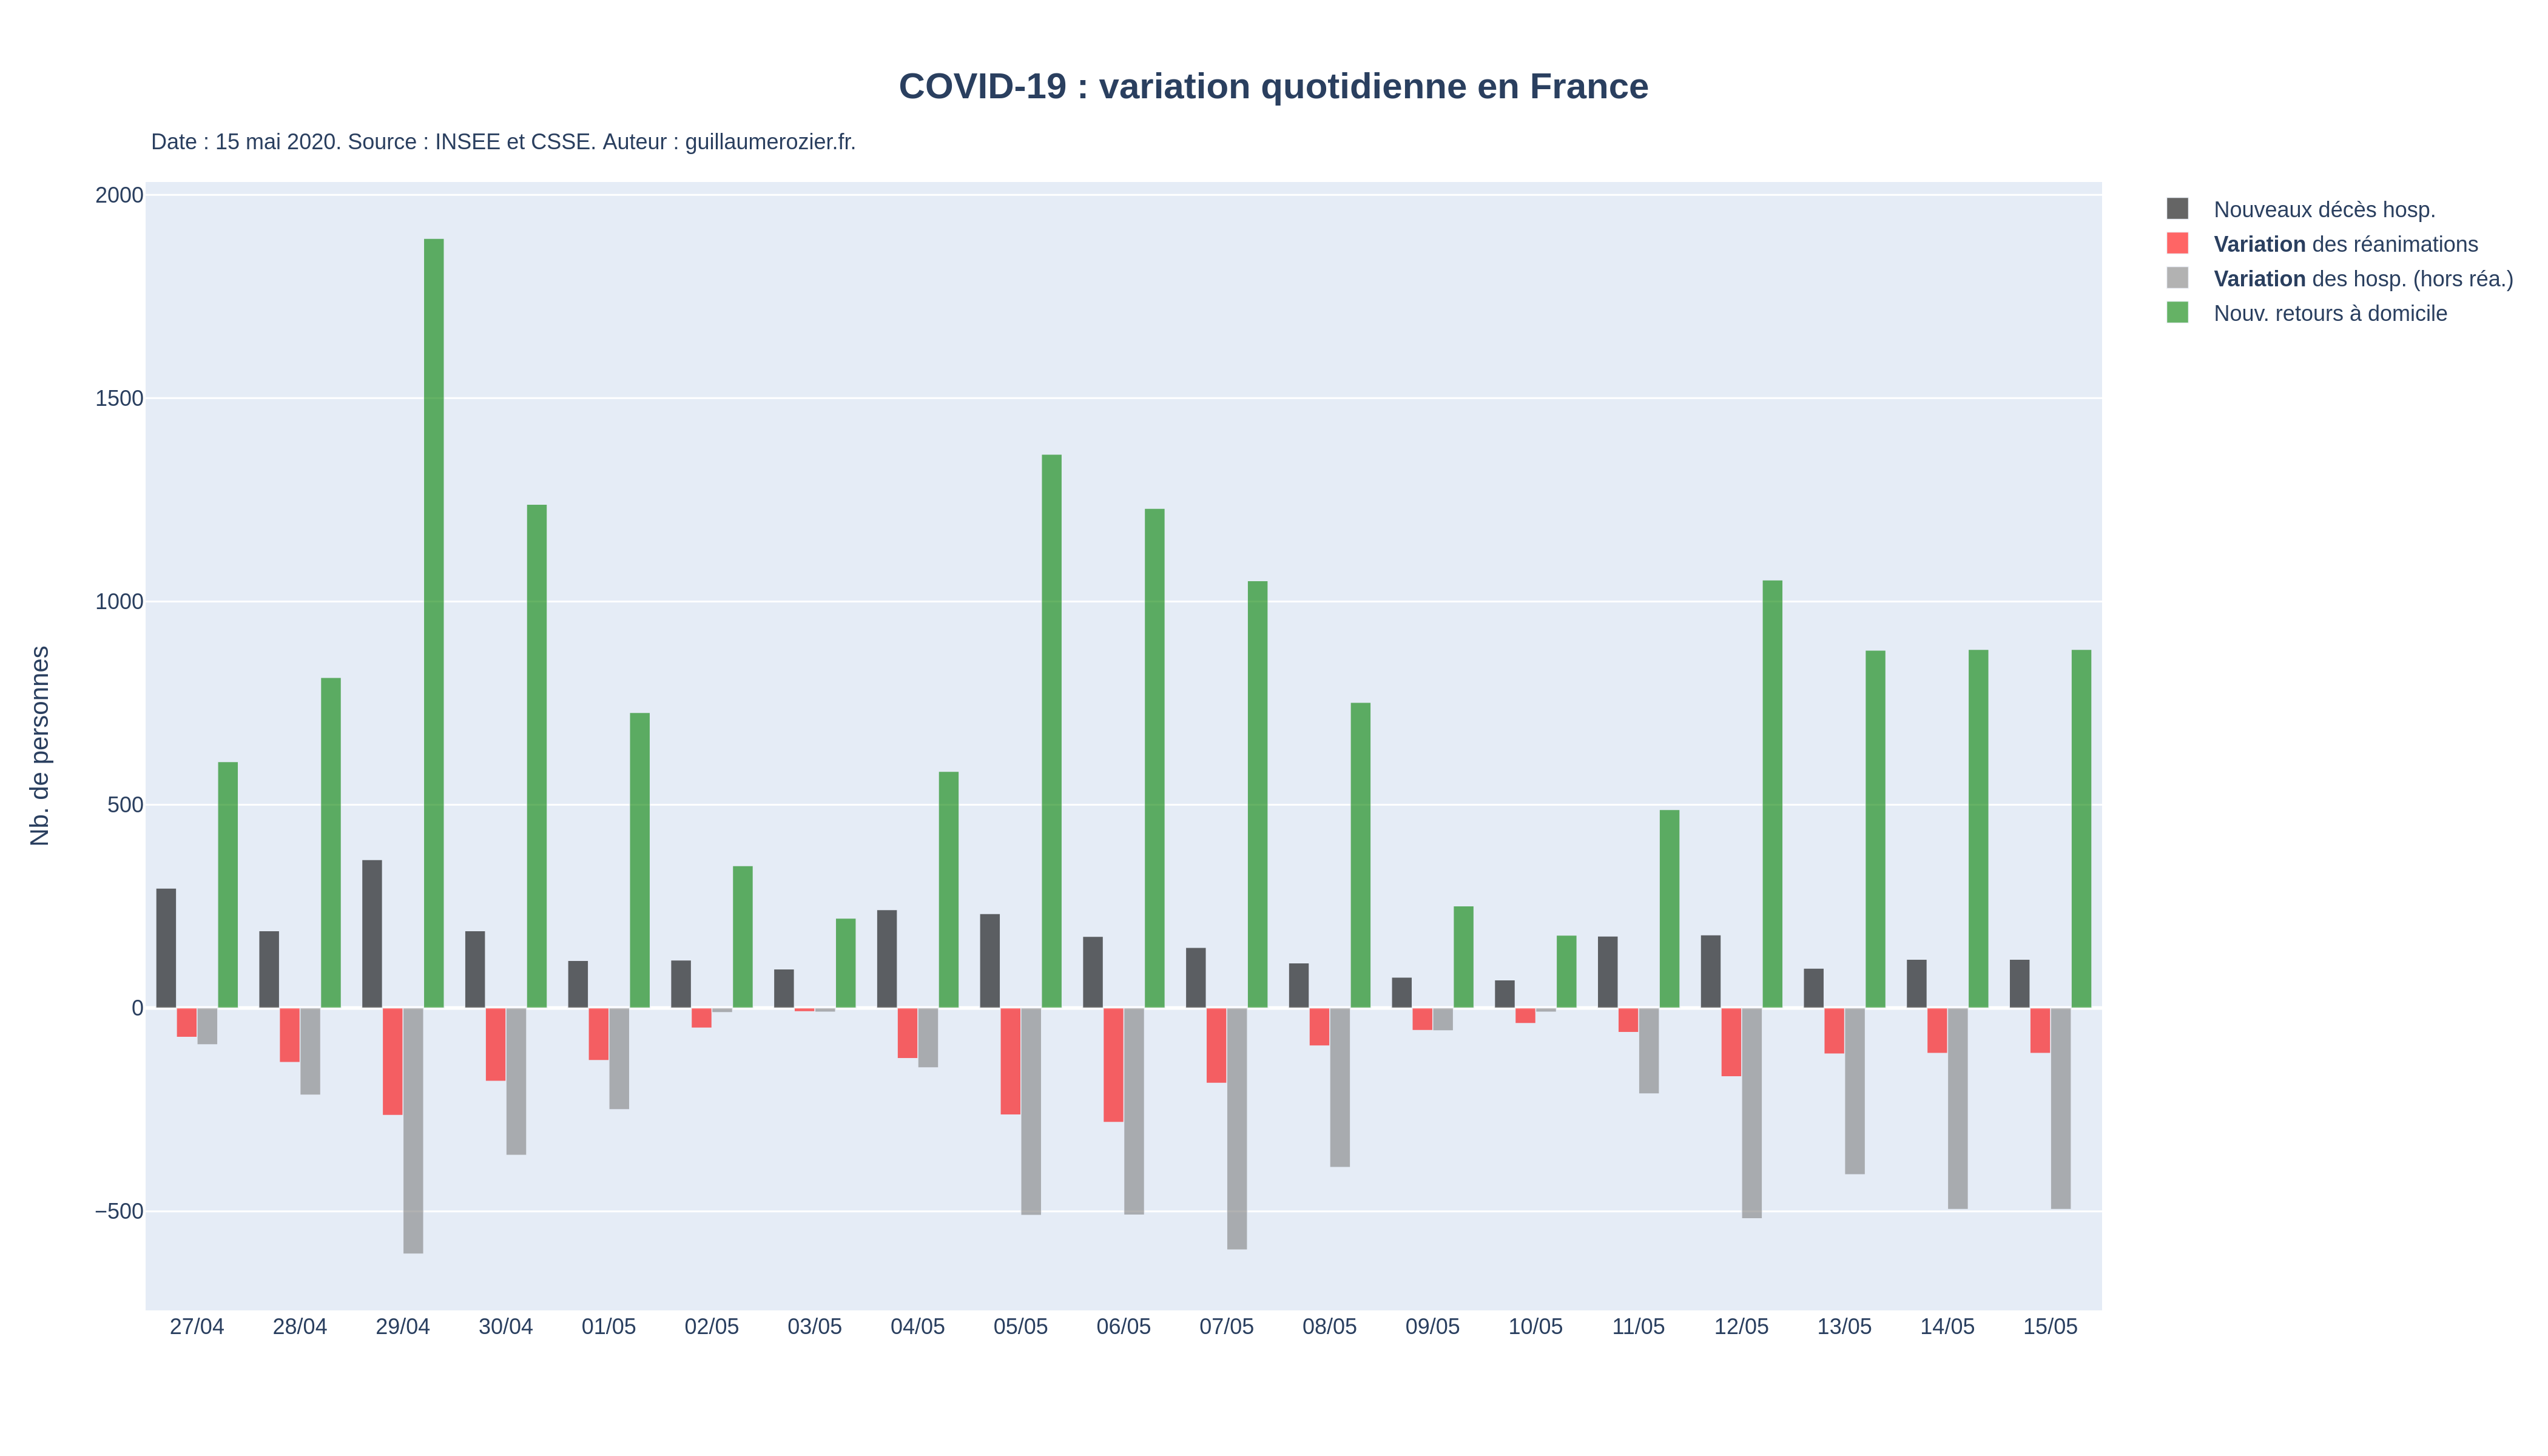 COVID-19 : variation quotidienne en France
Date : 15 mai 2020. Source : INSEE et CSSE. Auteur : guillaumerozier.fr.
Nouveaux décès hosp.
Variation des réanimations
Variation des hosp. (hors réa.)
Nouv. retours à domicile
Nb. de personnes
2000
1500
1000
500
0
−500
27/04 28/04 29/04 30/04 01/05 02/05 03/05 04/05 05/05 06/05 07/05 08/05 09/05 10/05 11/05 12/05 13/05 14/05 15/05